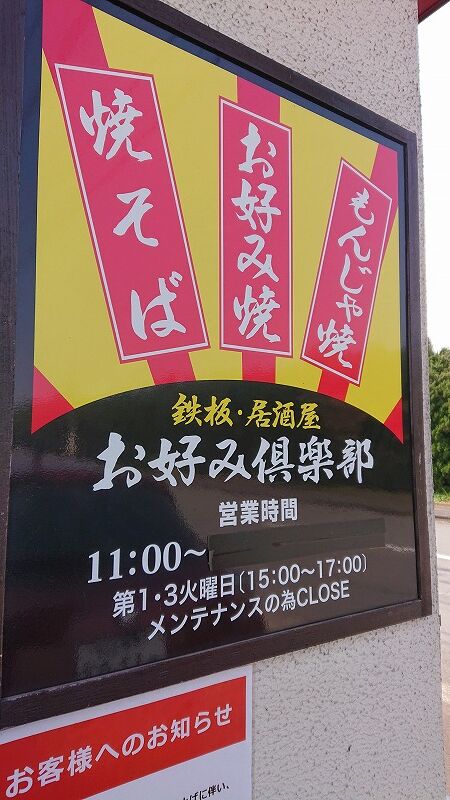 焼そば
お好み焼
もんじゃ焼
鉄板・居酒屋
お好み倶楽部
営業時間
11:00～
第1・3火曜日〔15:00～17:00〕
メンテナンスの為CLOSE
お客様へのお知らせ
に伴い、